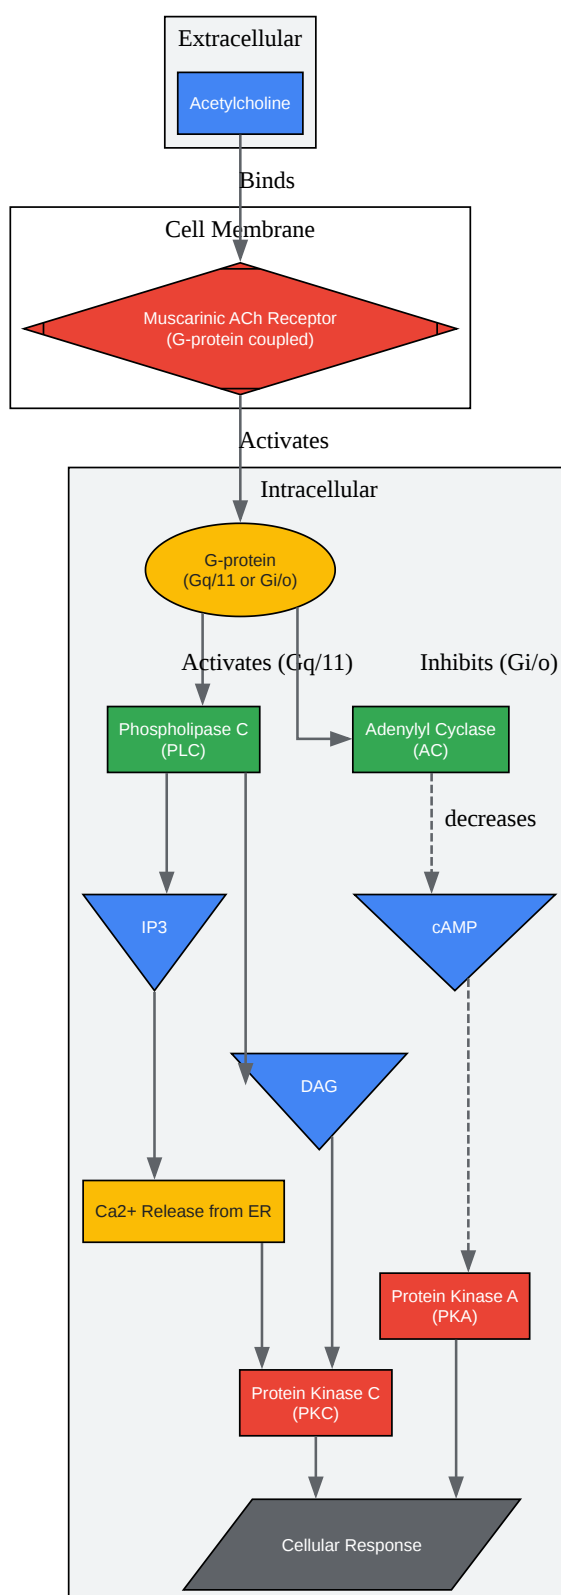 Extracellular
Acetylcholine
Binds
Cell Membrane
Muscarinic ACh Receptor
(G-protein coupled)
Activates
Intracellular
G-protein
(Gq/11 or Gi/o)
Activates (Gq/11)
Inhibits (Gi/o)
Phospholipase C
(PLC)
Adenylyl Cyclase
(AC)
decreases
IP3
cAMP
DAG
Ca2+ Release from ER
Protein Kinase A
(PKA)
Protein Kinase C
(PKC)
Cellular Response